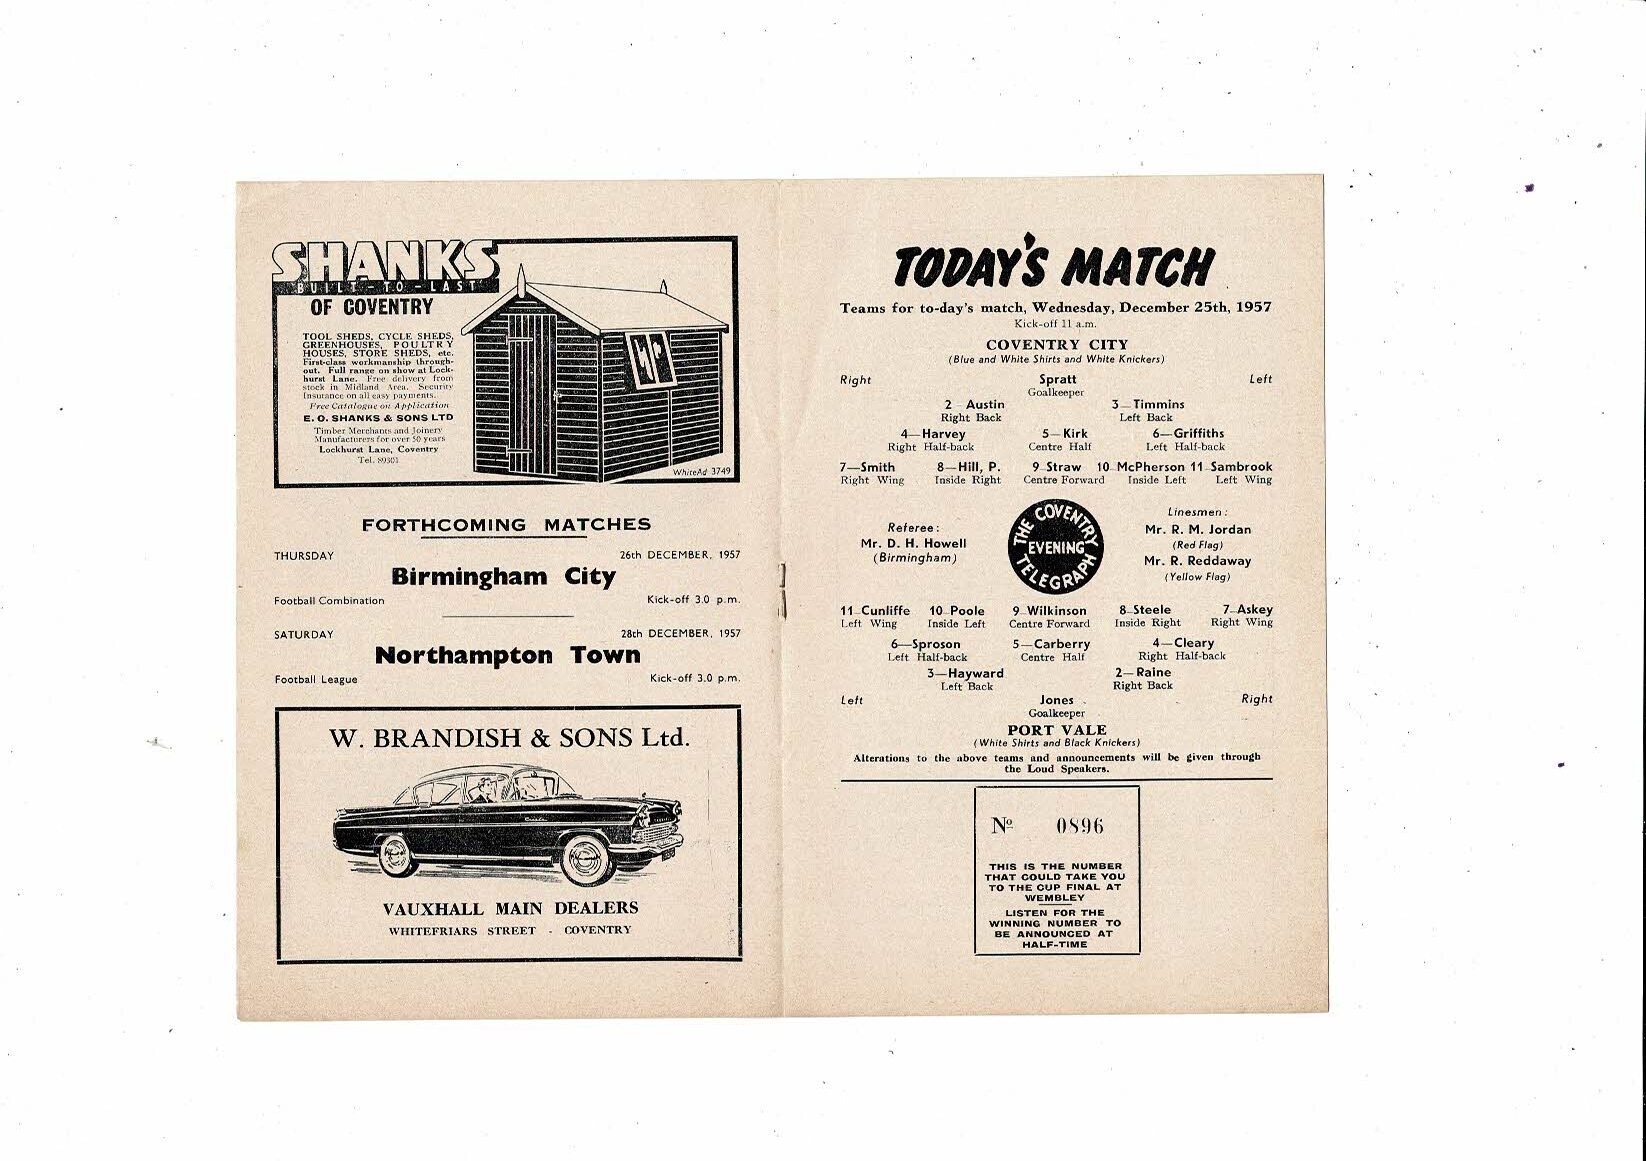 SHANKS
BUILT-TO-LAST
OF COVENTRY
TOOL SHEDS, CYCLE SHEDS,
GREENHOUSES, POULTRY
HOUSES, STORE SHEDS, etc.
First-class workmanship through-
out. Full range on show at Lock-
hurst Lane. Free delivery from
stock in Midland Area. Security
Insurance on all easy payments.
Free Catalogue on Application
E. O. SHANKS & SONS LTD
Timber Merchants and Joinery
Manufacturers for over 50 years
Lockhurst Lane, Coventry
Tel. 89301
WhiteAd 3749
FORTHCOMING MATCHES
THURSDAY 26th DECEMBER, 1957
Birmingham City
Football Combination Kick-off 3.0 p.m.
SATURDAY 28th DECEMBER, 1957
Northampton Town
Football League Kick-off 3.0 p.m.
W. BRANDISH & SONS Ltd.
VAUXHALL MAIN DEALERS
WHITEFRIARS STREET - COVENTRY
TODAY'S MATCH
Teams for to-day's match, Wednesday, December 25th, 1957
Kick-off 11 a.m.
COVENTRY CITY
(Blue and White Shirts and White Knickers)
Right Spratt Left
Goalkeeper
2 Austin 3—Timmins
Right Back Left Back
4—Harvey 5—Kirk 6—Griffiths
Right Half-back Centre Half Left Half-back
7—Smith 8—Hill, P. 9 Straw 10 McPherson 11 Sambrook
Right Wing Inside Right Centre Forward Inside Left Left Wing
Referee:
Mr. D. H. Howell
(Birmingham)
THE COVENTRY
EVENING
TELEGRAPH
Linesmen:
Mr. R. M. Jordan
(Red Flag)
Mr. R. Reddaway
(Yellow Flag)
11 Cunliffe 10 Poole 9 Wilkinson 8 Steele 7 Askey
Left Wing Inside Left Centre Forward Inside Right Right Wing
6—Sproson 5—Carberry 4—Cleary
Left Half-back Centre Half Right Half-back
3—Hayward 2—Raine
Left Back Right Back
Left Jones Right
Goalkeeper
PORT VALE
(White Shirts and Black Knickers)
Alterations to the above teams and announcements will be given through
the Loud Speakers.
Nº 0896
THIS IS THE NUMBER
THAT COULD TAKE YOU
TO THE CUP FINAL AT
WEMBLEY
LISTEN FOR THE
WINNING NUMBER TO
BE ANNOUNCED AT
HALF-TIME